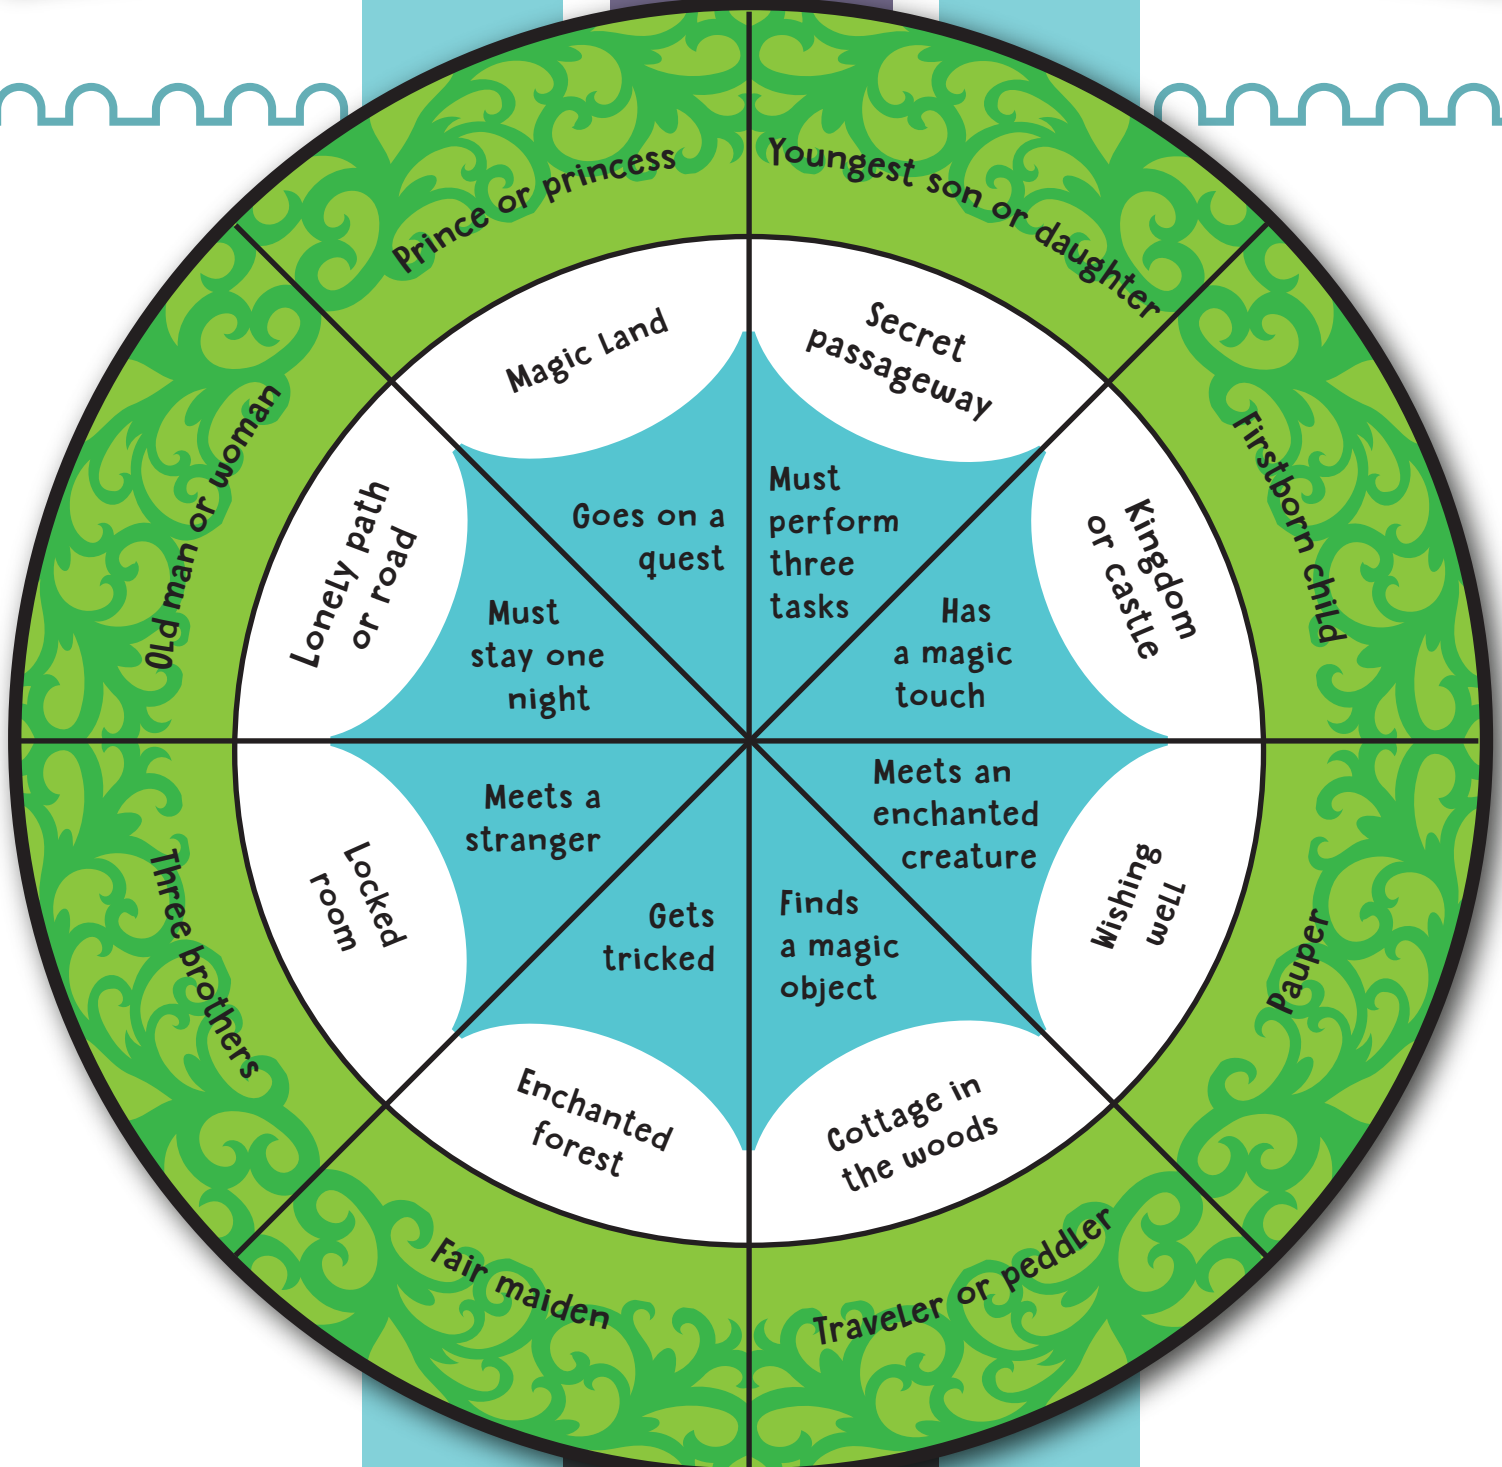 Prince or princess
Youngest son or daughter
Firstborn child
Pauper
Traveler or peddler
Fair maiden
Three brothers
Old man or woman
Magic Land
Secret
passageway
Kingdom
or castle
Wishing
well
Cottage in
the woods
Enchanted
forest
Locked
room
Lonely path
or road
Goes on a
quest
Must
perform
three
tasks
Has
a magic
touch
Meets an
enchanted
creature
Finds
a magic
object
Gets
tricked
Meets a
stranger
Must
stay one
night